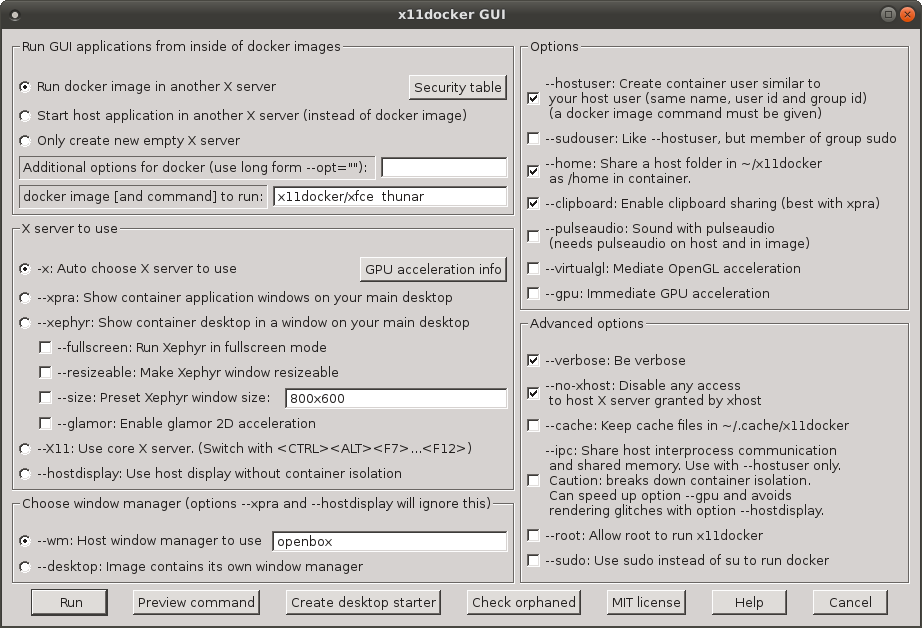 x11docker GUI
Run GUI applications from inside of docker images
Run docker image in another X server
Security table
Start host application in another X server (instead of docker image)
Only create new empty X server
Additional options for docker (use long form --opt=""):
docker image [and command] to run:
x11docker/xfce  thunar
X server to use
-x: Auto choose X server to use
GPU acceleration info
--xpra: Show container application windows on your main desktop
--xephyr: Show container desktop in a window on your main desktop
--fullscreen: Run Xephyr in fullscreen mode
--resizeable: Make Xephyr window resizeable
--size: Preset Xephyr window size:
800x600
--glamor: Enable glamor 2D acceleration
--X11: Use core X server. (Switch with <CTRL><ALT><F7>...<F12>)
--hostdisplay: Use host display without container isolation
Choose window manager (options --xpra and --hostdisplay will ignore this)
--wm: Host window manager to use
openbox
--desktop: Image contains its own window manager
Options
--hostuser: Create container user similar to
your host user (same name, user id and group id)
(a docker image command must be given)
--sudouser: Like --hostuser, but member of group sudo
--home: Share a host folder in ~/x11docker
as /home in container.
--clipboard: Enable clipboard sharing (best with xpra)
--pulseaudio: Sound with pulseaudio
(needs pulseaudio on host and in image)
--virtualgl: Mediate OpenGL acceleration
--gpu: Immediate GPU acceleration
Advanced options
--verbose: Be verbose
--no-xhost: Disable any access
to host X server granted by xhost
--cache: Keep cache files in ~/.cache/x11docker
--ipc: Share host interprocess communication
and shared memory. Use with --hostuser only.
Caution: breaks down container isolation.
Can speed up option --gpu and avoids
rendering glitches with option --hostdisplay.
--root: Allow root to run x11docker
--sudo: Use sudo instead of su to run docker
Run
Preview command
Create desktop starter
Check orphaned
MIT license
Help
Cancel